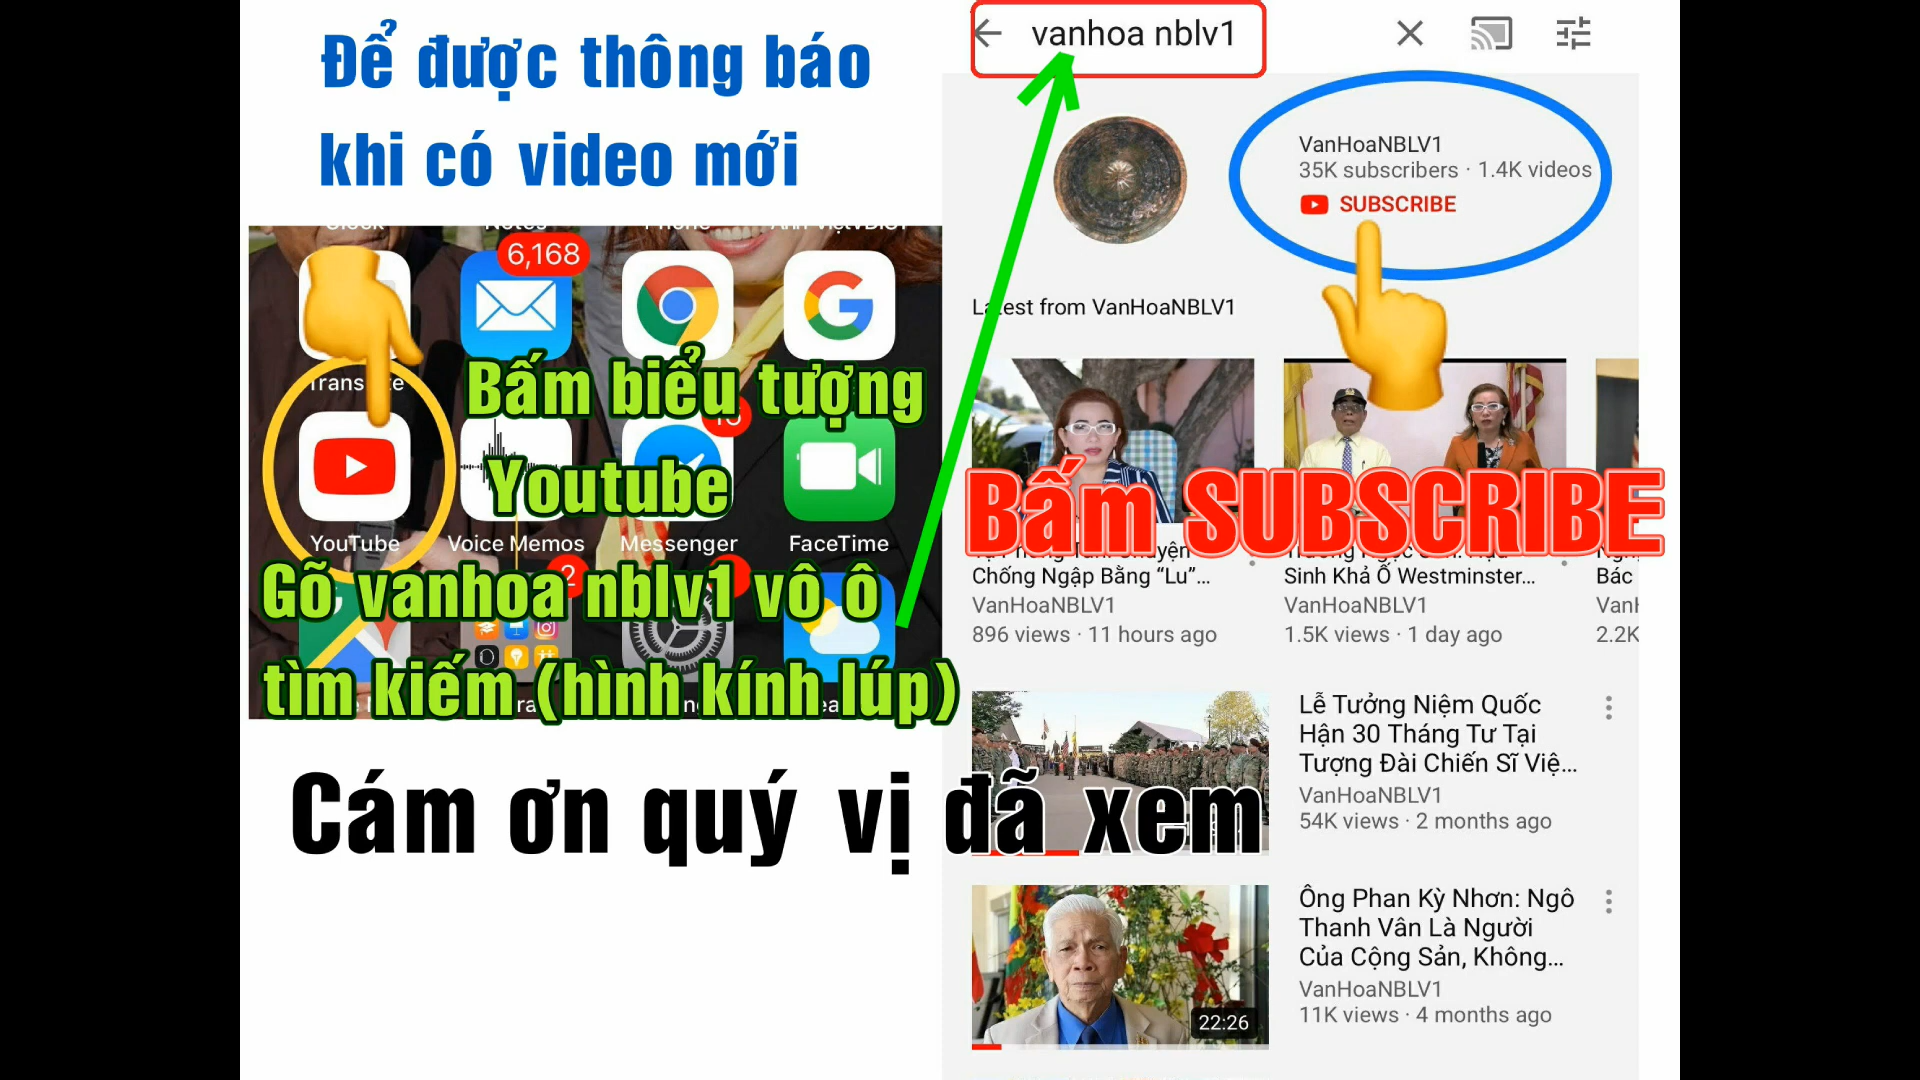 Để được thông báo
khi có video mới
6,168
Bấm biểu tượng
Youtube
YouTube
Voice Memos
Messenger
FaceTime
2
Gõ vanhoa nblv1 vô ô
tìm kiếm (hình kính lúp)
Cám ơn quý vị đã xem
vanhoa nblv1
VanHoaNBLV1
35K subscribers · 1.4K videos
SUBSCRIBE
Latest from VanHoaNBLV1
Bấm SUBSCRIBE
Chống Ngập Bằng “Lu”...
VanHoaNBLV1
896 views · 11 hours ago
Sinh Khả Ố Westminster...
VanHoaNBLV1
1.5K views · 1 day ago
Bác
2.2K
Lễ Tưởng Niệm Quốc
Hận 30 Tháng Tư Tại
Tượng Đài Chiến Sĩ Việ...
VanHoaNBLV1
54K views · 2 months ago
22:26
Ông Phan Kỳ Nhơn: Ngô
Thanh Vân Là Người
Của Cộng Sản, Không...
VanHoaNBLV1
11K views · 4 months ago